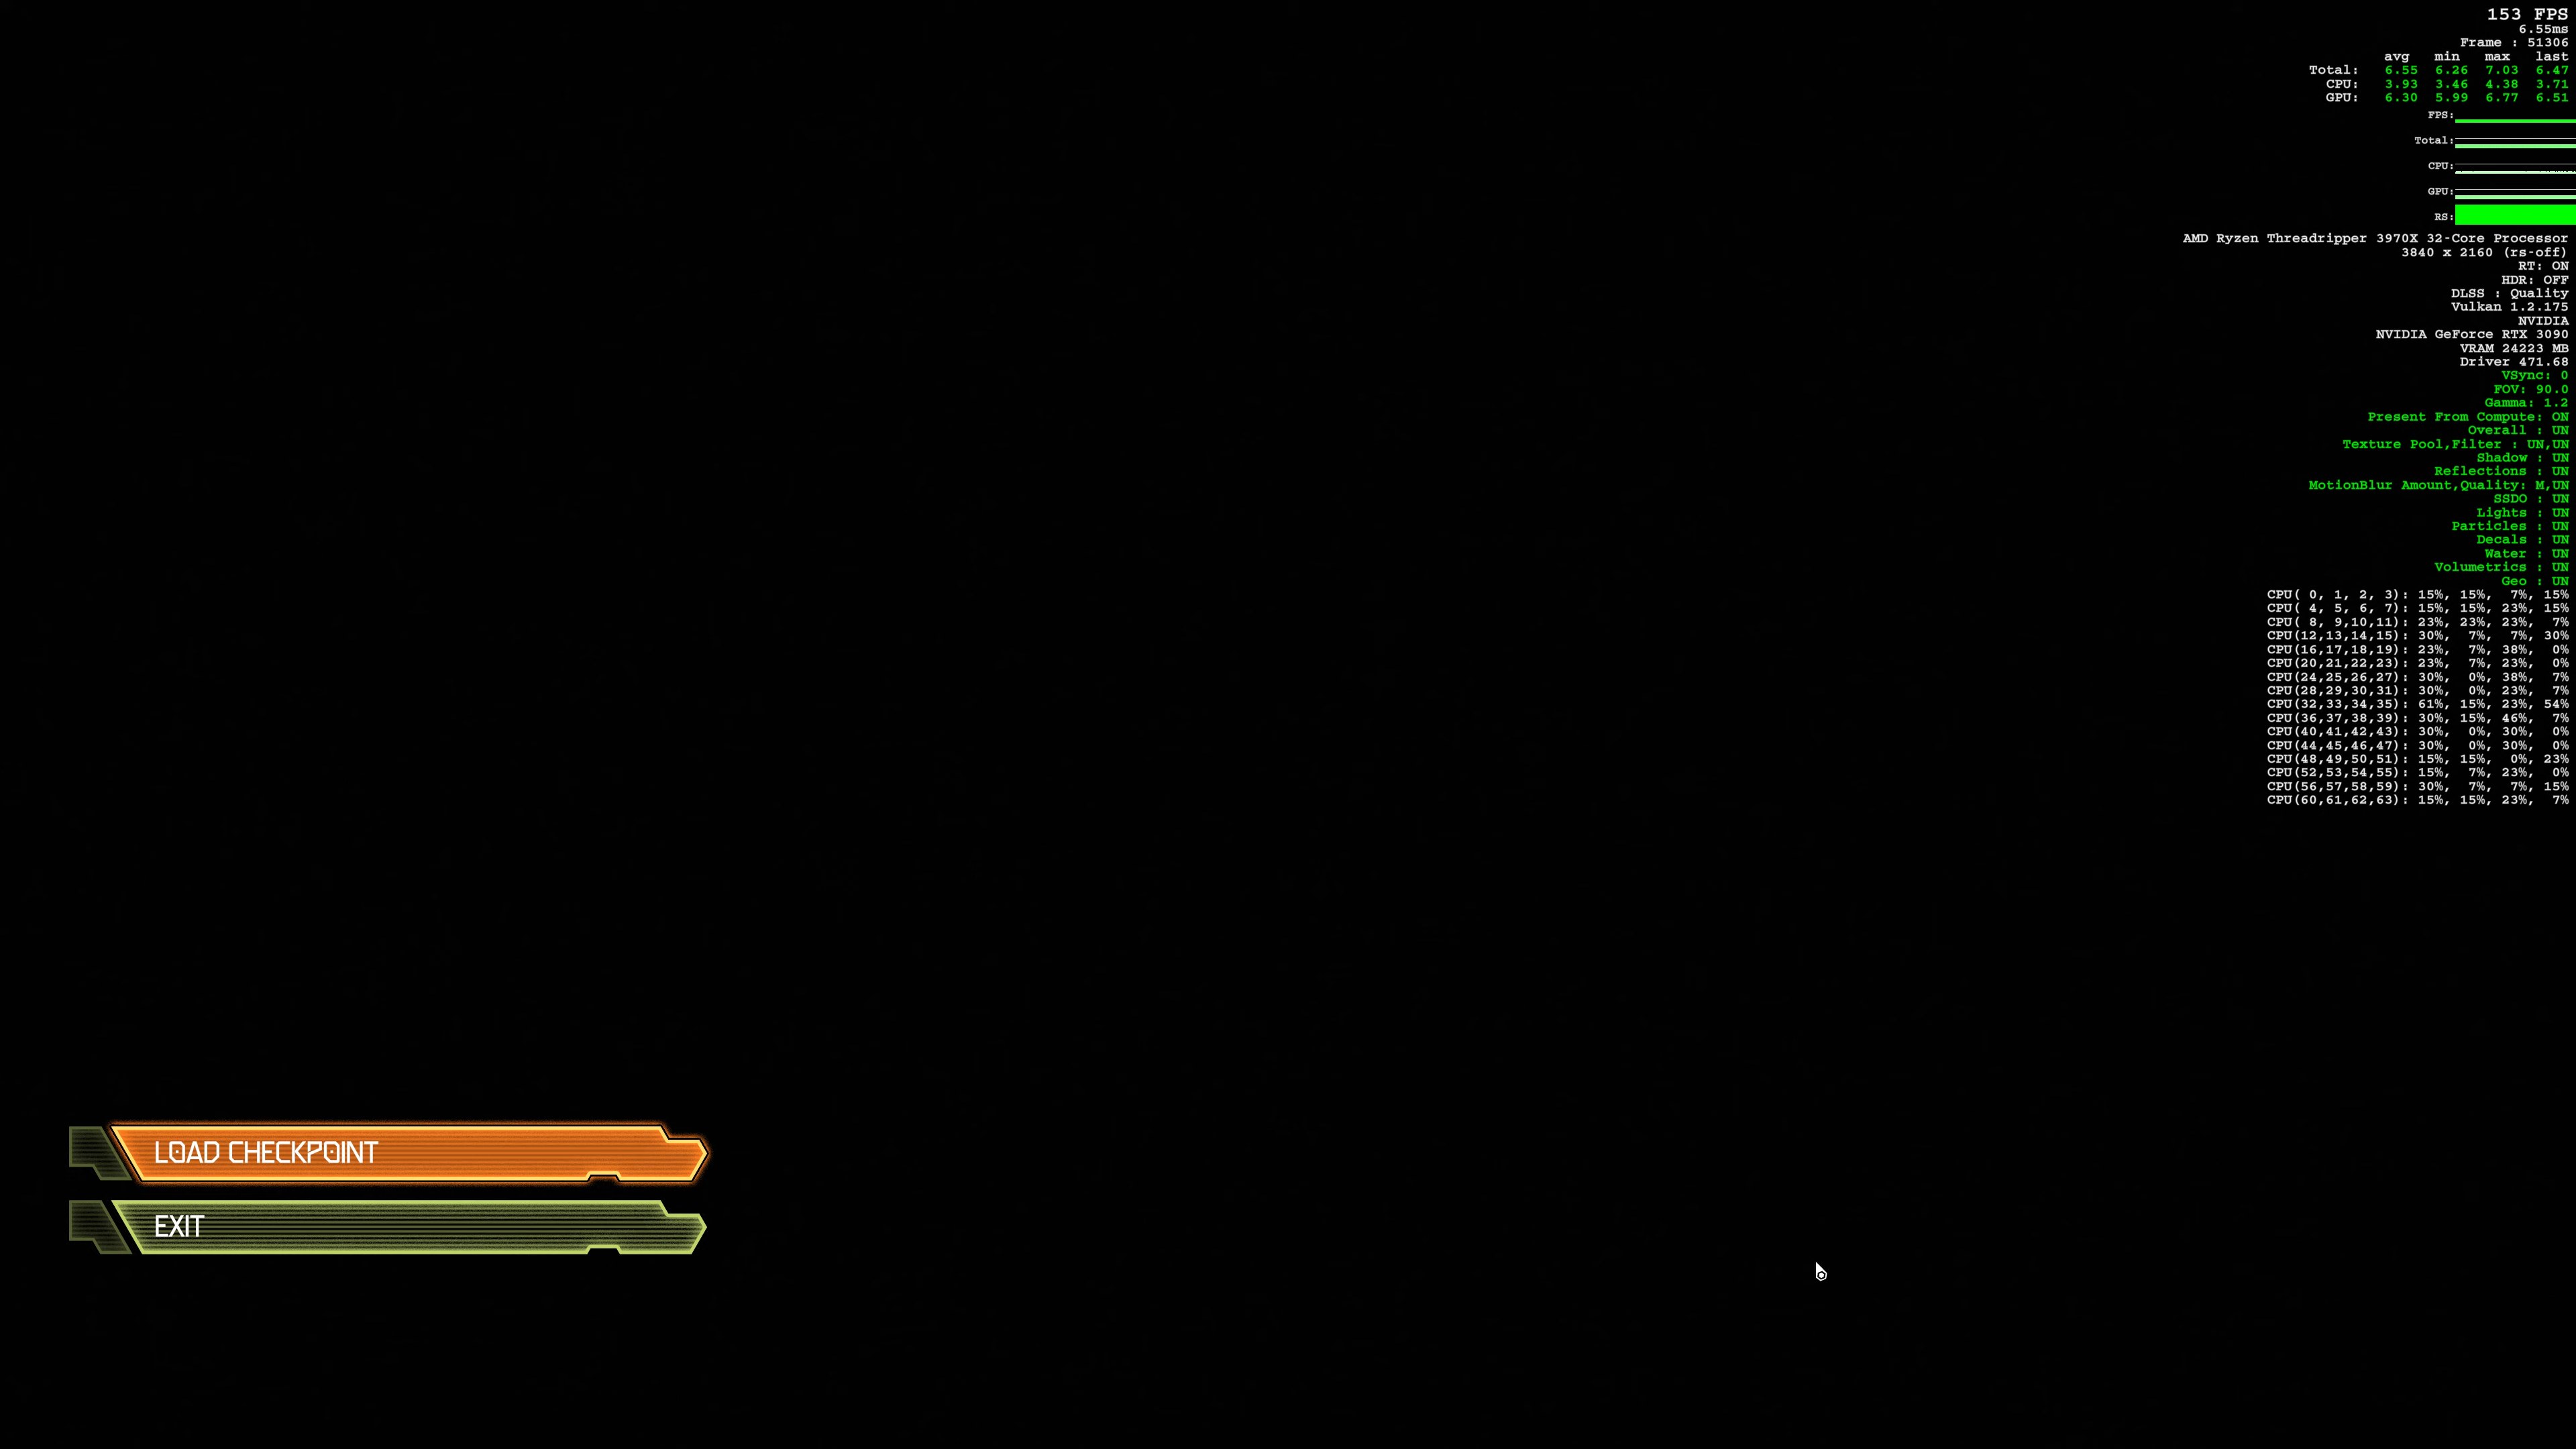 153 FPS
6.55ms
Frame : 51306
avg min max last
Total: 6.55 6.26 7.03 6.47
CPU: 3.93 3.46 4.38 3.71
GPU: 6.30 5.99 6.77 6.51
FPS:
Total:
CPU:
GPU:
RS:
AMD Ryzen Threadripper 3970X 32-Core Processor
3840 x 2160 (rs-off)
RT: ON
HDR: OFF
DLSS : Quality
Vulkan 1.2.175
NVIDIA
NVIDIA GeForce RTX 3090
VRAM 24223 MB
Driver 471.68
VSync: 0
FOV: 90.0
Gamma: 1.2
Present From Compute: ON
Overall : UN
Texture Pool,Filter : UN,UN
Shadow : UN
Reflections : UN
MotionBlur Amount,Quality: M,UN
SSDO : UN
Lights : UN
Particles : UN
Decals : UN
Water : UN
Volumetrics : UN
Geo : UN
CPU( 0, 1, 2, 3): 15%, 15%, 7%, 15%
CPU( 4, 5, 6, 7): 15%, 15%, 23%, 15%
CPU( 8, 9,10,11): 23%, 23%, 23%, 7%
CPU(12,13,14,15): 30%, 7%, 7%, 30%
CPU(16,17,18,19): 23%, 7%, 38%, 0%
CPU(20,21,22,23): 23%, 7%, 23%, 0%
CPU(24,25,26,27): 30%, 0%, 38%, 7%
CPU(28,29,30,31): 30%, 0%, 23%, 7%
CPU(32,33,34,35): 61%, 15%, 23%, 54%
CPU(36,37,38,39): 30%, 15%, 46%, 7%
CPU(40,41,42,43): 30%, 0%, 30%, 0%
CPU(44,45,46,47): 30%, 0%, 30%, 0%
CPU(48,49,50,51): 15%, 15%, 0%, 23%
CPU(52,53,54,55): 15%, 7%, 23%, 0%
CPU(56,57,58,59): 30%, 7%, 7%, 15%
CPU(60,61,62,63): 15%, 15%, 23%, 7%
LOAD CHECKPOINT
EXIT